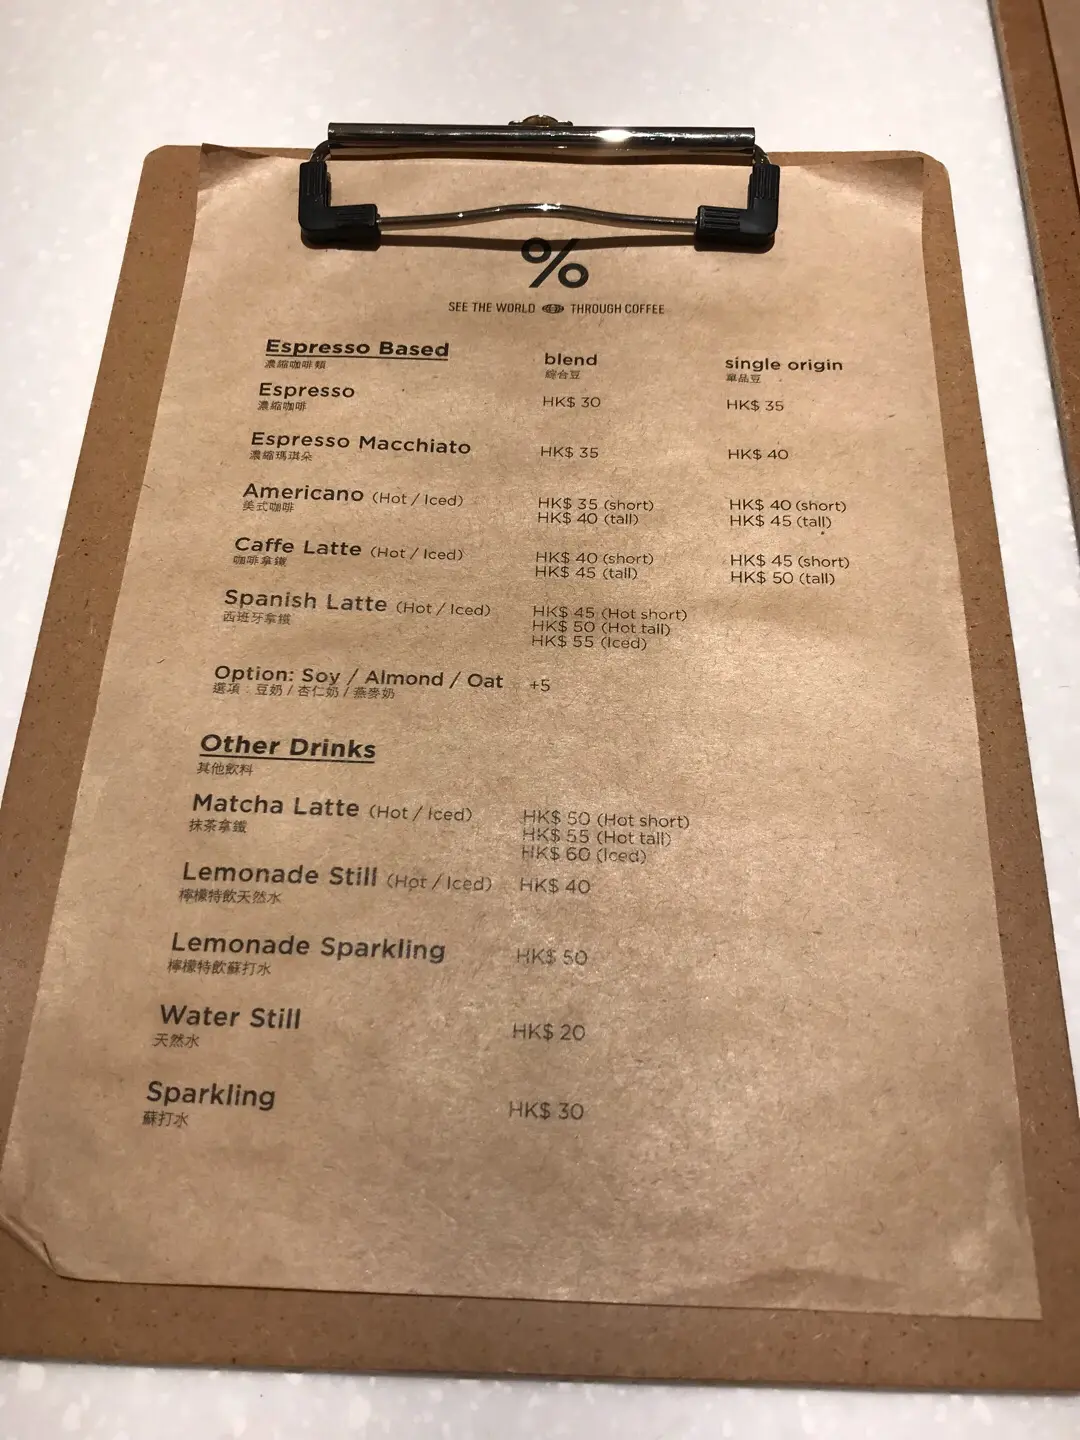 %
SEE THE WORLD THROUGH COFFEE
Espresso Based blend single origin
濃縮咖啡類 綜合豆 單品豆
Espresso HK$ 30 HK$ 35
濃縮咖啡
Espresso Macchiato HK$ 35 HK$ 40
濃縮瑪琪朵
Americano (Hot / Iced) HK$ 35 (short) HK$ 40 (short)
美式咖啡 HK$ 40 (tall) HK$ 45 (tall)
Caffe Latte (Hot / Iced) HK$ 40 (short) HK$ 45 (short)
咖啡拿鐵 HK$ 45 (tall) HK$ 50 (tall)
Spanish Latte (Hot / Iced) HK$ 45 (Hot short)
西班牙拿鐵 HK$ 50 (Hot tall)
HK$ 55 (Iced)
Option: Soy / Almond / Oat +5
選項：豆奶 / 杏仁奶 / 燕麥奶
Other Drinks
其他飲料
Matcha Latte (Hot / Iced) HK$ 50 (Hot short)
抹茶拿鐵 HK$ 55 (Hot tall)
HK$ 60 (Iced)
Lemonade Still (Hot / Iced) HK$ 40
檸檬特飲天然水
Lemonade Sparkling HK$ 50
檸檬特飲蘇打水
Water Still HK$ 20
天然水
Sparkling HK$ 30
蘇打水